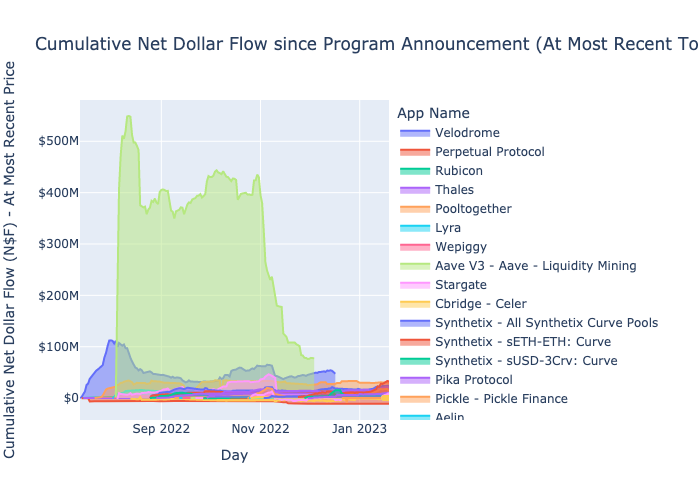 Cumulative Net Dollar Flow since Program Announcement (At Most Recent To
Cumulative Net Dollar Flow (N$F) - At Most Recent Price
$500M
$400M
$300M
$200M
$100M
$0
Sep 2022
Nov 2022
Jan 2023
Day
App Name
Velodrome
Perpetual Protocol
Rubicon
Thales
Pooltogether
Lyra
Wepiggy
Aave V3 - Aave - Liquidity Mining
Stargate
Cbridge - Celer
Synthetix - All Synthetix Curve Pools
Synthetix - sETH-ETH: Curve
Synthetix - sUSD-3Crv: Curve
Pika Protocol
Pickle - Pickle Finance
Aelin